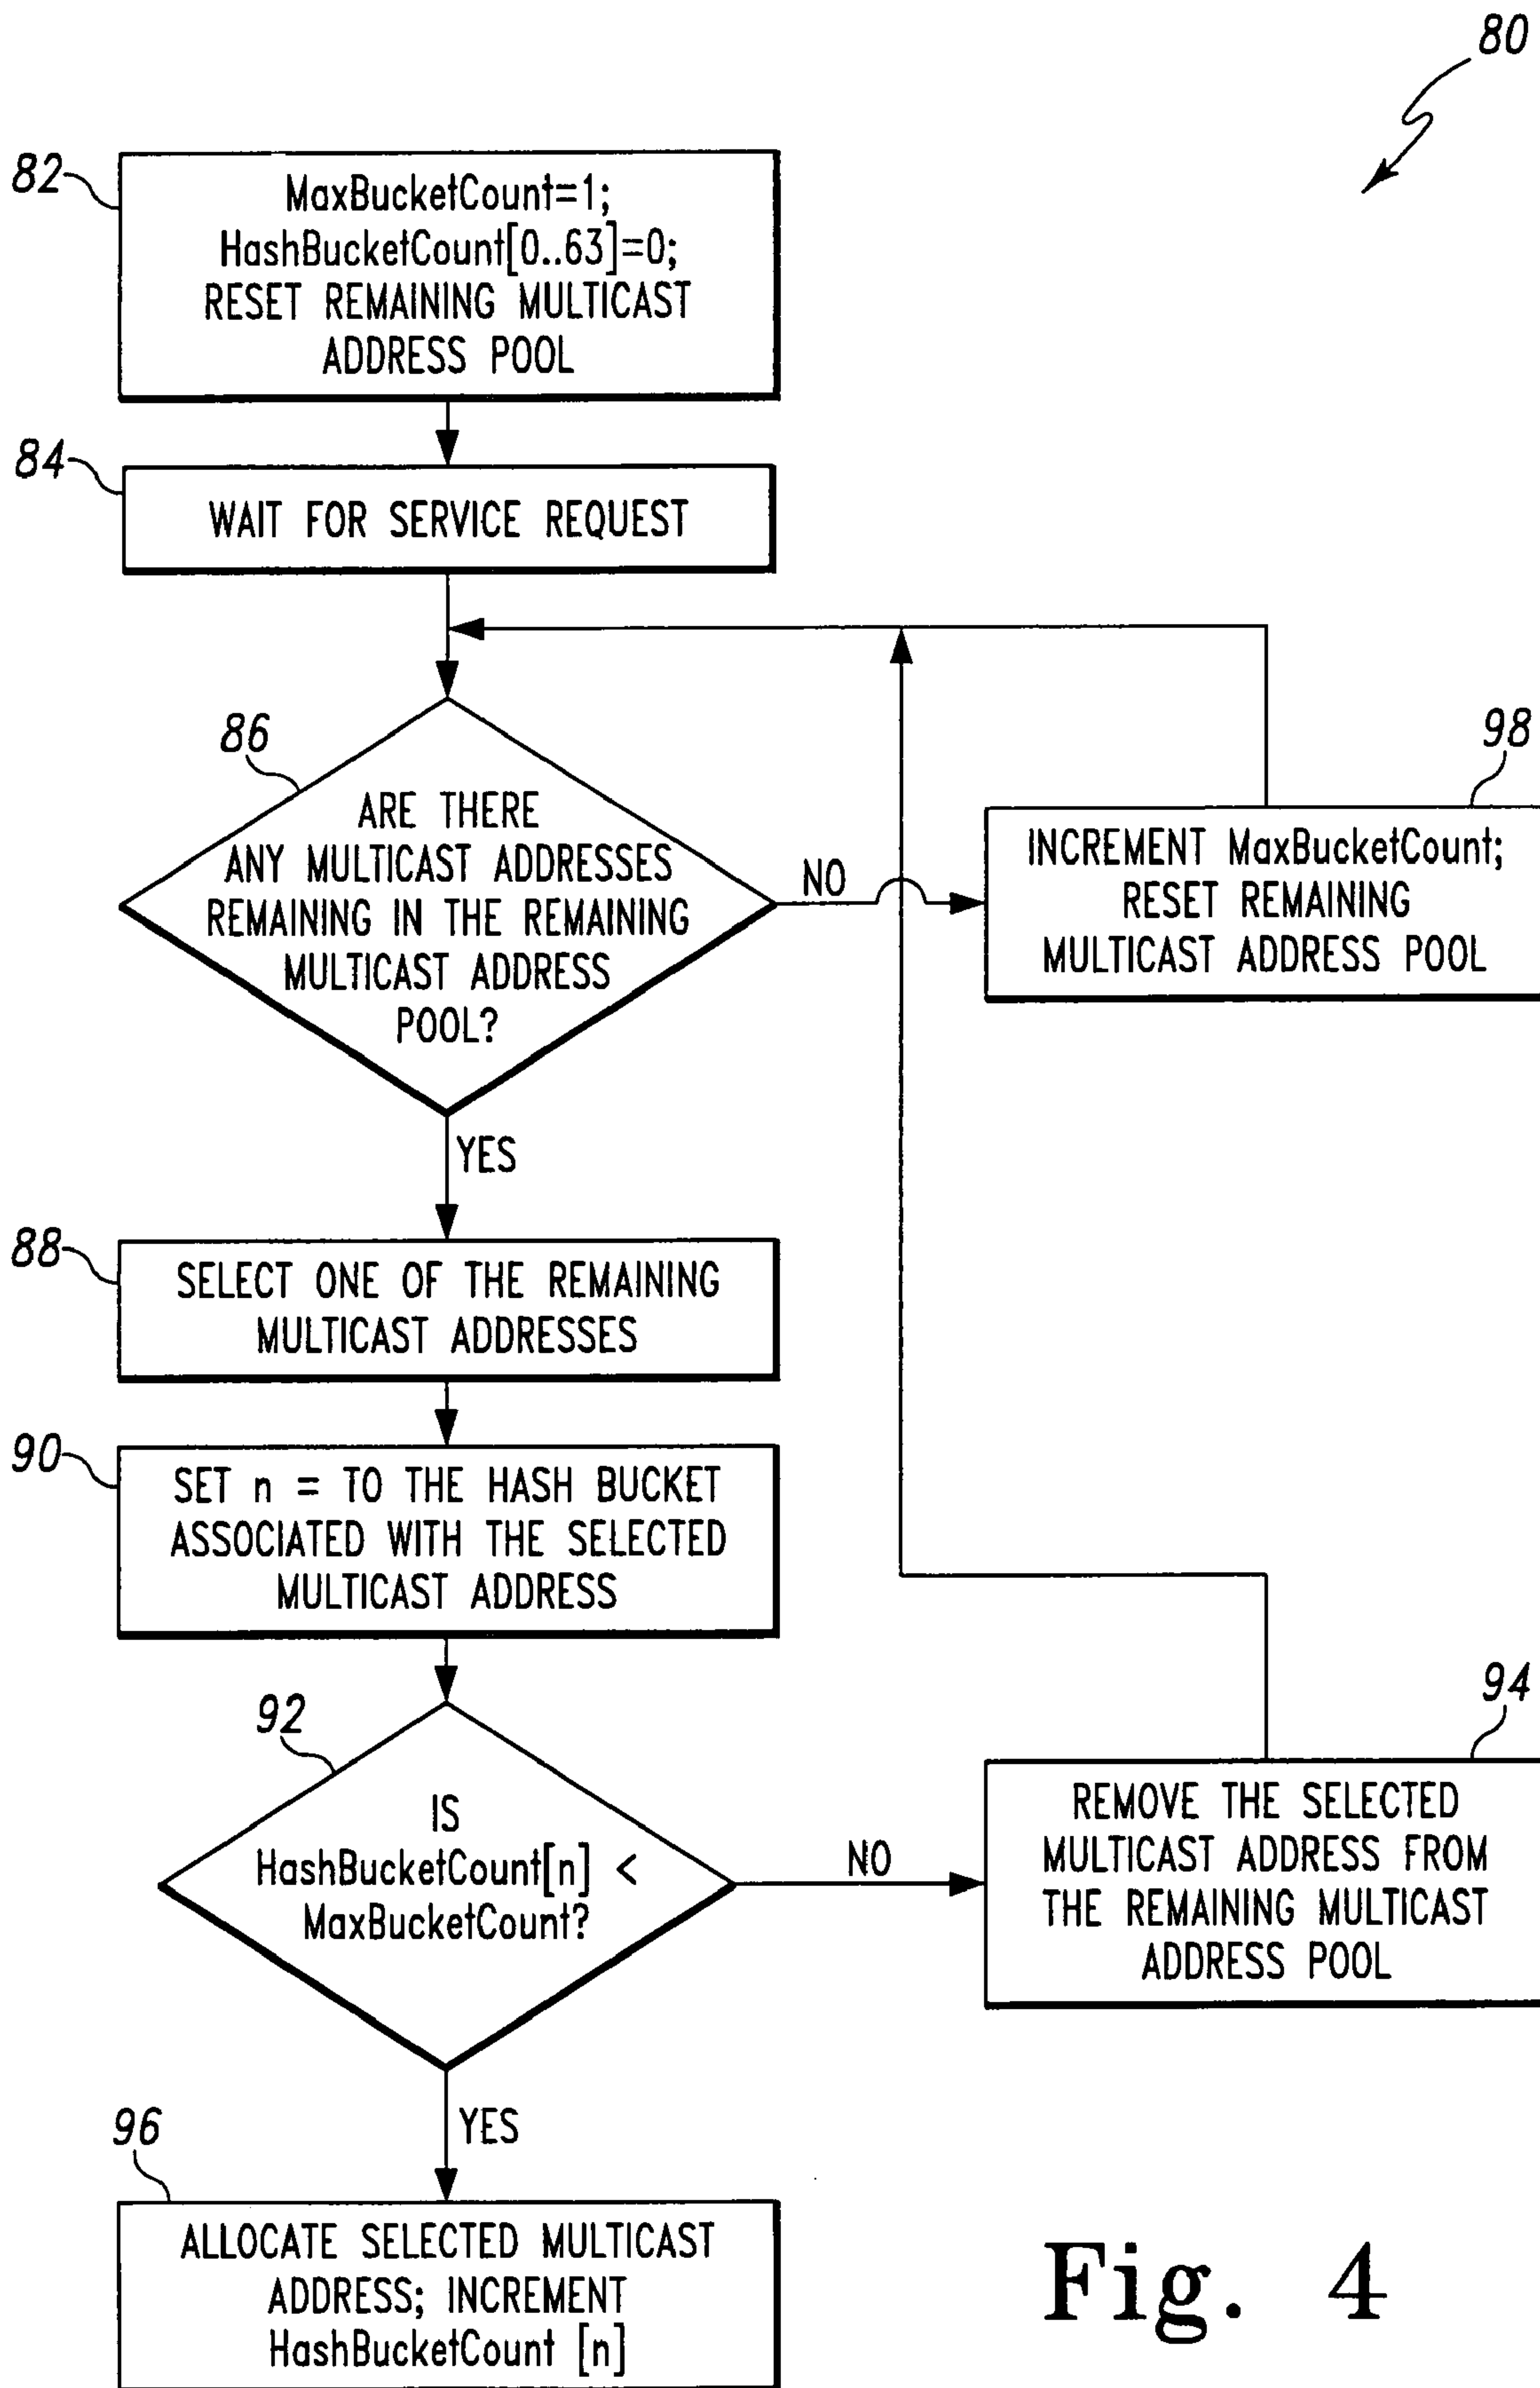 80
82
MaxBucketCount=1;
HashBucketCount[0..63]=0;
RESET REMAINING MULTICAST
ADDRESS POOL
84
WAIT FOR SERVICE REQUEST
86
ARE THERE
ANY MULTICAST ADDRESSES
REMAINING IN THE REMAINING
MULTICAST ADDRESS
POOL?
NO
98
INCREMENT MaxBucketCount;
RESET REMAINING
MULTICAST ADDRESS POOL
YES
88
SELECT ONE OF THE REMAINING
MULTICAST ADDRESSES
90
SET n = TO THE HASH BUCKET
ASSOCIATED WITH THE SELECTED
MULTICAST ADDRESS
92
IS
HashBucketCount[n] <
MaxBucketCount?
NO
94
REMOVE THE SELECTED
MULTICAST ADDRESS FROM
THE REMAINING MULTICAST
ADDRESS POOL
YES
96
ALLOCATE SELECTED MULTICAST
ADDRESS; INCREMENT
HashBucketCount [n]
Fig. 4